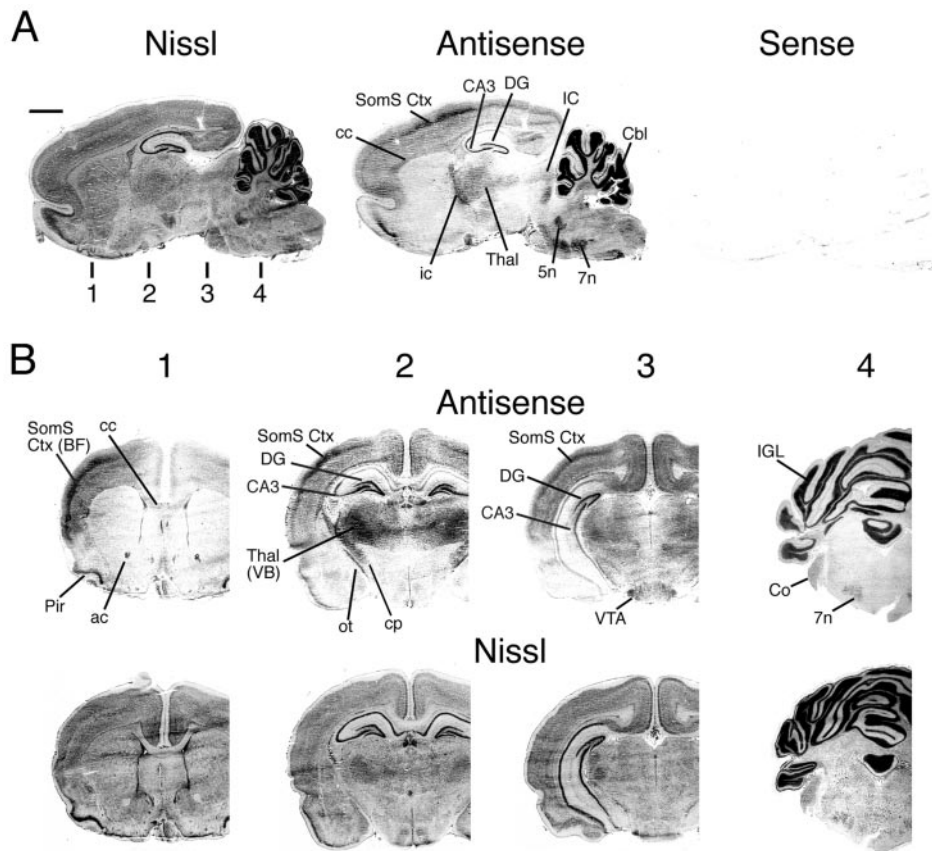 A
Nissl
Antisense
Sense
CA3
DG
SomS Ctx
IC
cc
Cbl
ic
Thal
5n
7n
1
2
3
4
B
1
2
3
4
Antisense
SomS
Ctx (BF)
cc
Pir
ac
SomS Ctx
DG
CA3
Thal
(VB)
ot
cp
SomS Ctx
DG
CA3
VTA
IGL
Co
7n
Nissl